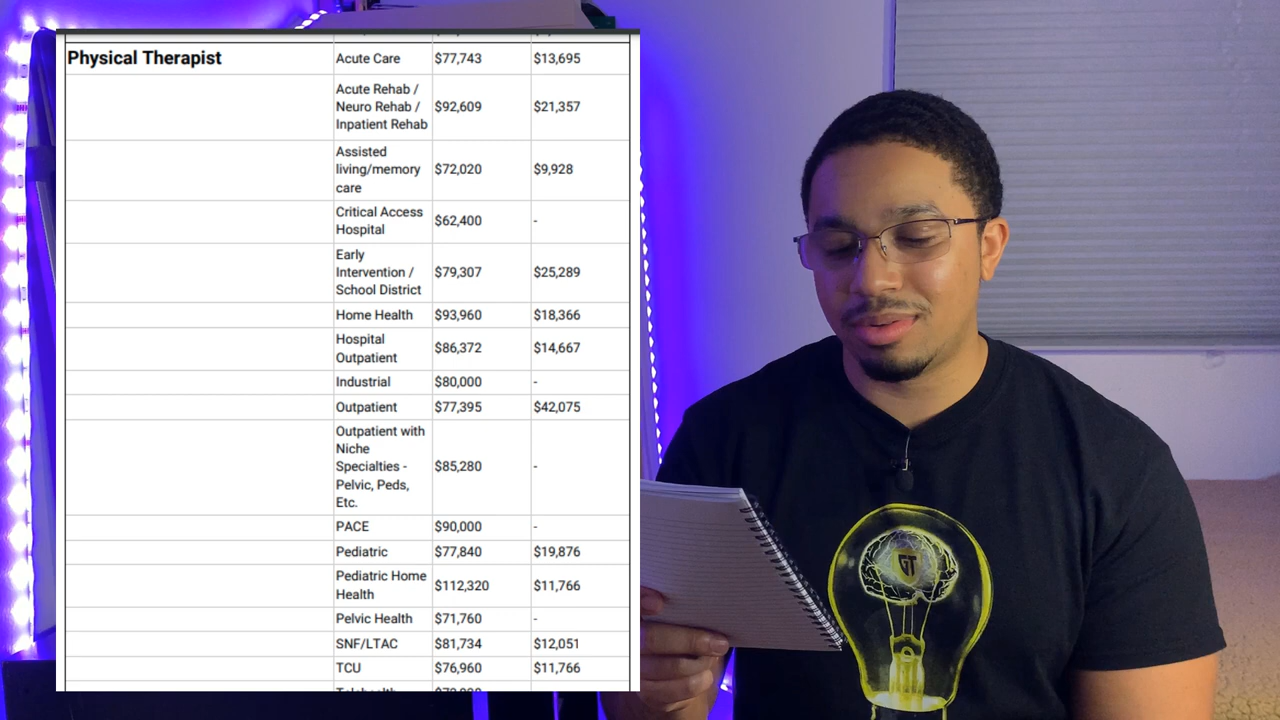 Physical Therapist Acute Care $77,743 $13,695
Acute Rehab /
Neuro Rehab / $92,609 $21,357
Inpatient Rehab
Assisted
living/memory $72,020 $9,928
care
Critical Access
Hospital $62,400 -
Early
Intervention / $79,307 $25,289
School District
Home Health $93,960 $18,366
Hospital
Outpatient $86,372 $14,667
Industrial $80,000 -
Outpatient $77,395 $42,075
Outpatient with
Niche
Specialties - $85,280 -
Pelvic, Peds,
Etc.
PACE $90,000 -
Pediatric $77,840 $19,876
Pediatric Home
Health $112,320 $11,766
Pelvic Health $71,760 -
SNF/LTAC $81,734 $12,051
TCU $76,960 $11,766
GT